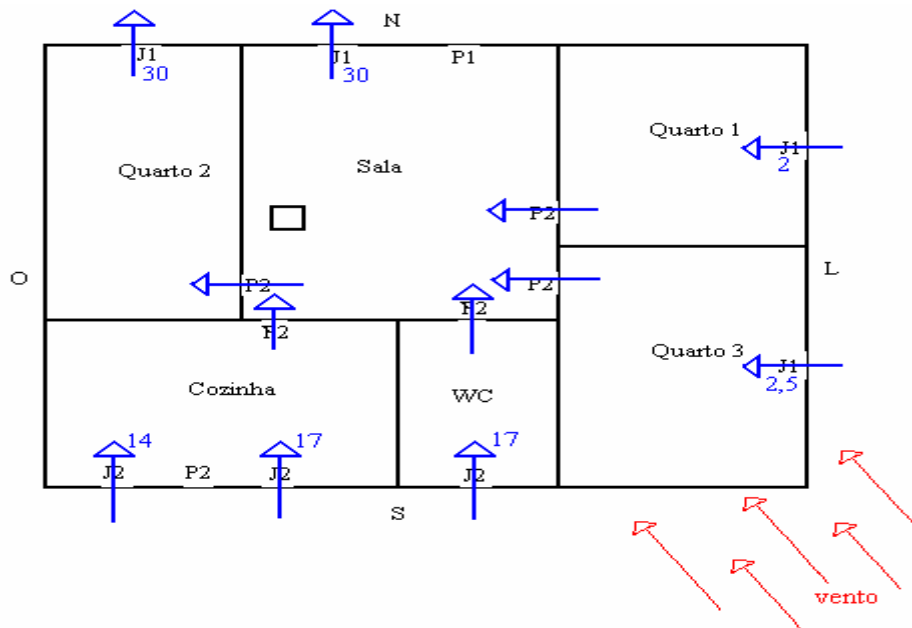 N
J1 J1 P1
30 30
Quarto 1
J1
2
Quarto 2 Sala
P2
O L
P2 P2
P2 P2
Quarto 3
J1
2,5
Cozinha WC
14 17 17
J2 P2 J2 J2
S
vento